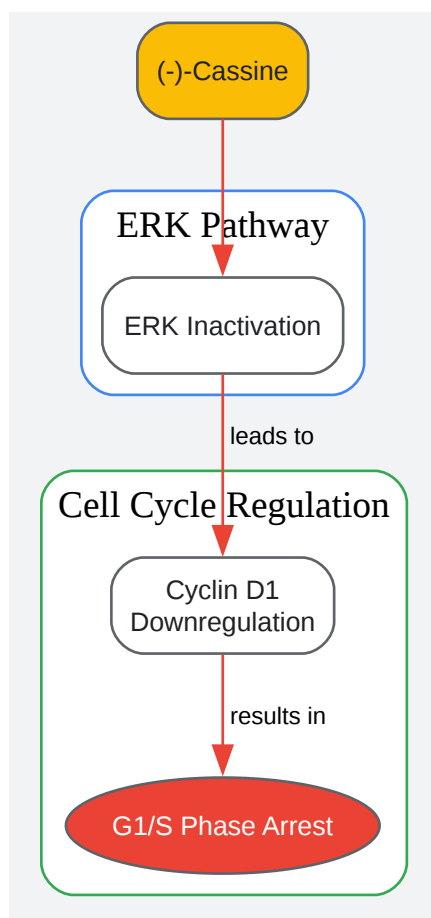 (-)-Cassine
ERK Pathway
ERK Inactivation
leads to
Cell Cycle Regulation
Cyclin D1
Downregulation
results in
G1/S Phase Arrest